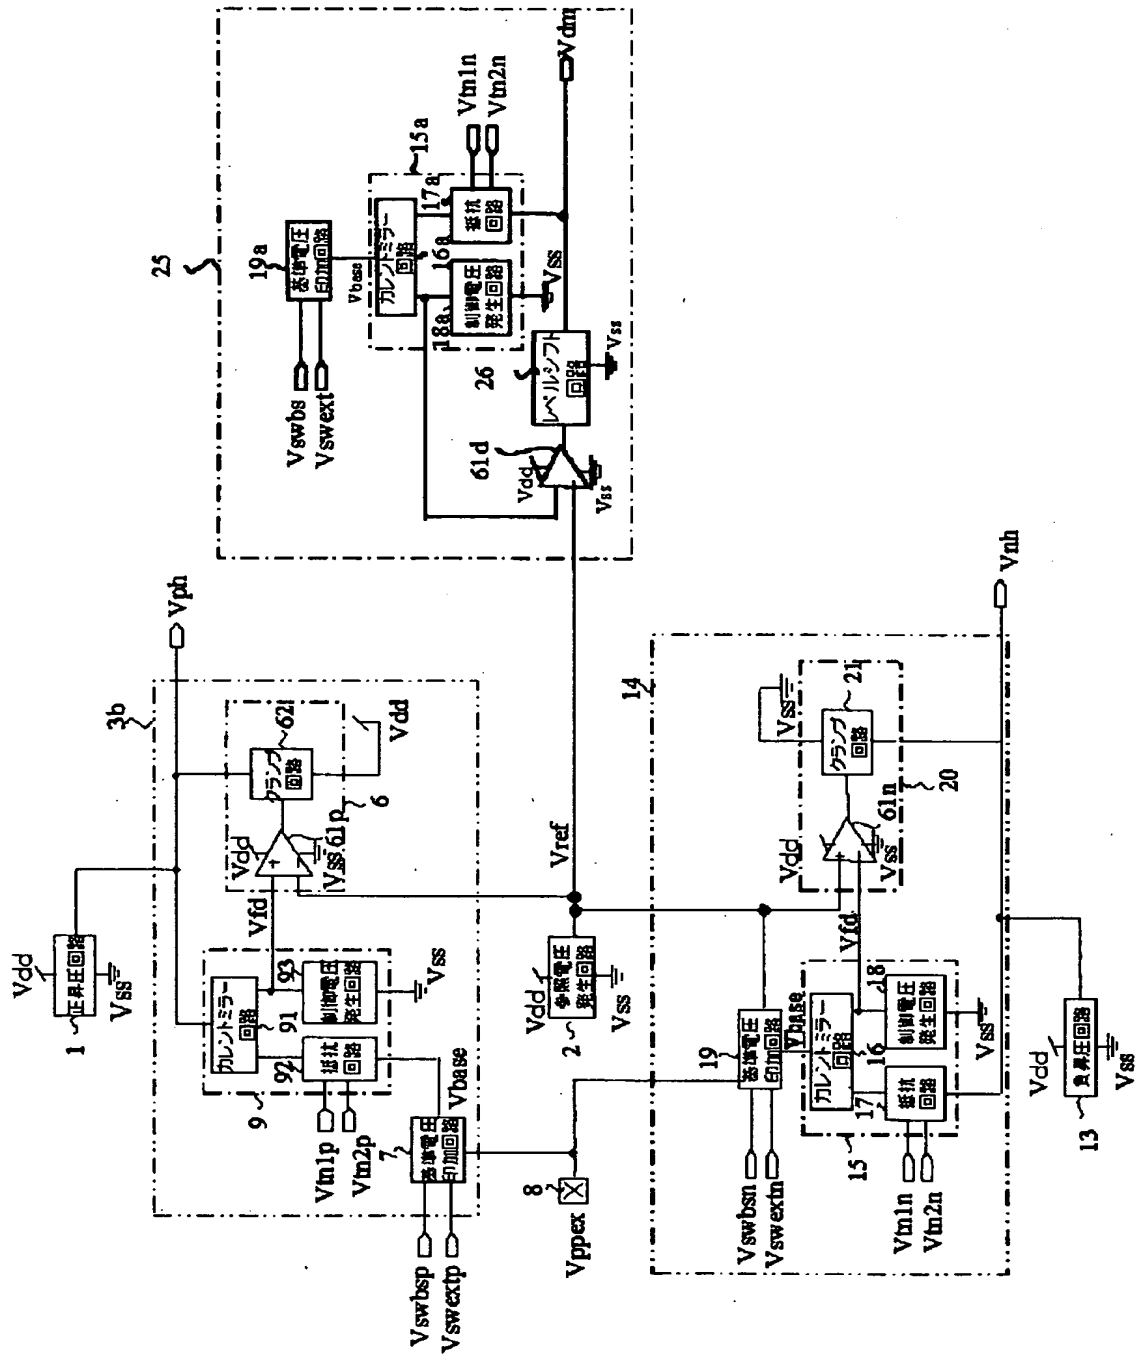 25
Vswbs
Vswext
19a
基準電圧
印加回路
Vbase
カレントミラー
回路
16a
17a
15a
18a
制御電圧
発生回路
抵抗
回路
Vtn1n
Vtn2n
Vss
Vdm
26
レベルシフト
回路
Vss
61d
Vdd
Vss
Vdd
正昇圧回路
Vss
1
3b
Vph
カレントミラー
回路
91
92
抵抗
回路
93
制御電圧
発生回路
Vss
9
Vtn1p
Vtn2p
Vfd
Vdd
61p
Vss
62
クランプ
回路
Vdd
6
7
基準電圧
印加回路
Vbase
Vswbsp
Vswextp
8
Vppex
Vdd
参照電圧
発生回路
Vss
2
Vref
14
19
基準電圧
印加回路
Vbase
Vswbsn
Vswextn
カレントミラー
回路
16
17
抵抗
回路
18
制御電圧
発生回路
Vss
15
Vtn1n
Vtn2n
Vfd
Vdd
61n
Vss
21
クランプ
回路
Vss
20
Vnh
Vdd
負昇圧回路
Vss
13